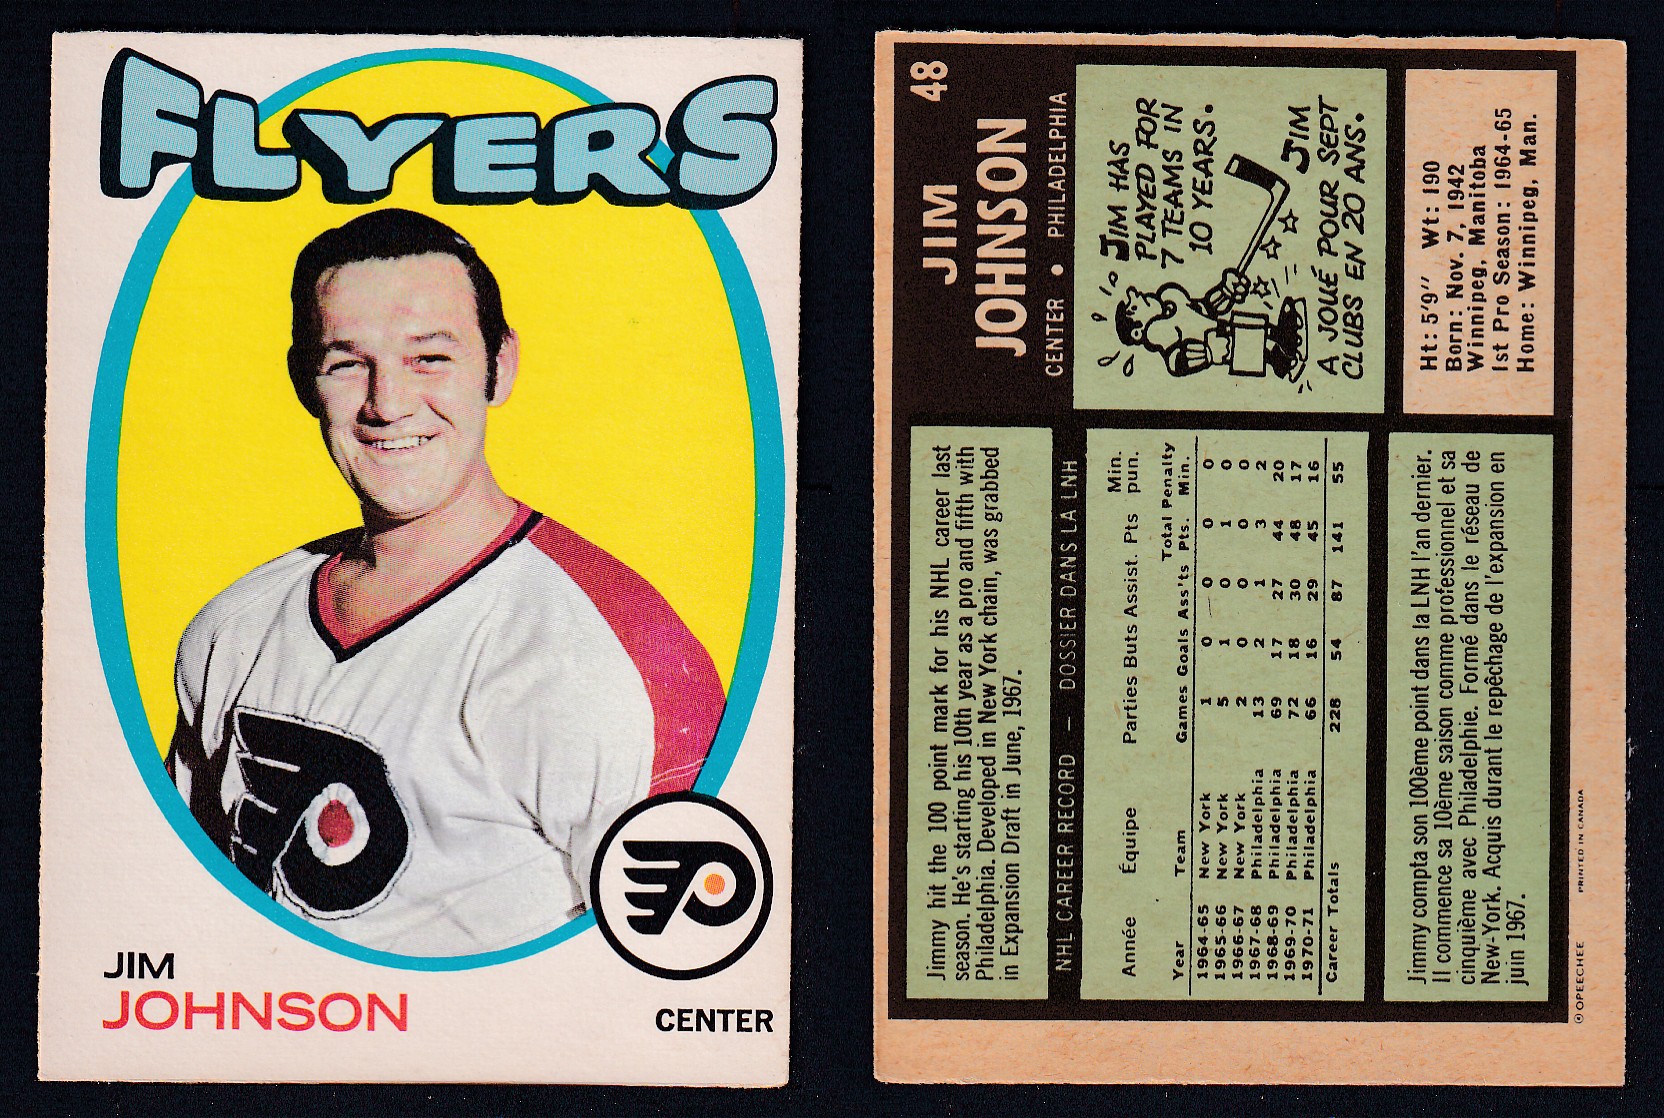 FLYERS
JIM
JOHNSON
CENTER
48
JIM
JOHNSON
CENTER • PHILADELPHIA
JIM HAS
PLAYED FOR
7 TEAMS IN
10 YEARS.
JIM
A JOUÉ POUR SEPT
CLUBS EN 20 ANS.
Ht: 5'9" Wt: 190
Born: Nov. 7, 1942
Winnipeg, Manitoba
1st Pro Season: 1964-65
Home: Winnipeg, Man.
Jimmy hit the 100 point mark for his NHL career last
season. He's starting his 10th year as a pro and fifth with
Philadelphia. Developed in New York chain, was grabbed
in Expansion Draft in June, 1967.
NHL CAREER RECORD — DOSSIER DANS LA LNH
Année Équipe Parties Buts Assist. Pts Min. pun.
Year Team Games Goals Ass'ts Total Pts. Penalty Min.
1964-65 New York 1 0 0 0 0
1965-66 New York 5 1 0 1 0
1966-67 New York 2 0 0 0 0
1967-68 Philadelphia 13 2 1 3 2
1968-69 Philadelphia 69 17 27 44 20
1969-70 Philadelphia 72 18 30 48 17
1970-71 Philadelphia 66 16 29 45 16
Career Totals 228 54 87 141 55
Jimmy compta son 100ème point dans la LNH l'an dernier.
Il commence sa 10ème saison comme professionnel et sa
cinquième avec Philadelphie. Formé dans le réseau de
New-York. Acquis durant le repêchage de l'expansion en
juin 1967.
© OPEECHEE PRINTED IN CANADA